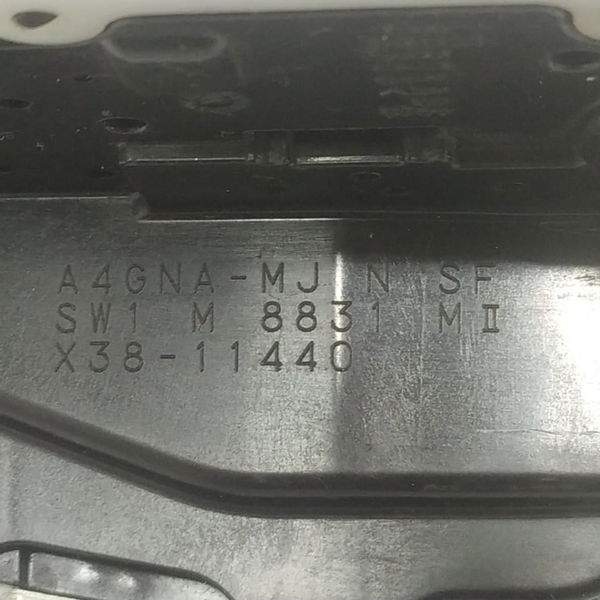 A4GNA-MJ N SF
SW1 M 8831 MⅡ
X38-11440